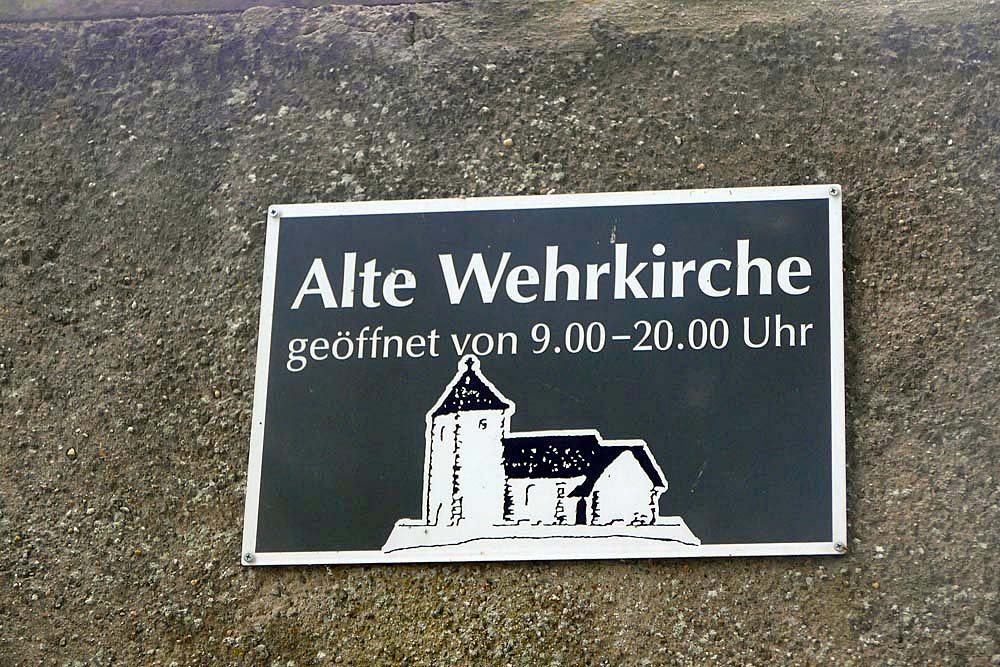 Alte Wehrkirche
geöffnet von 9.00–20.00 Uhr